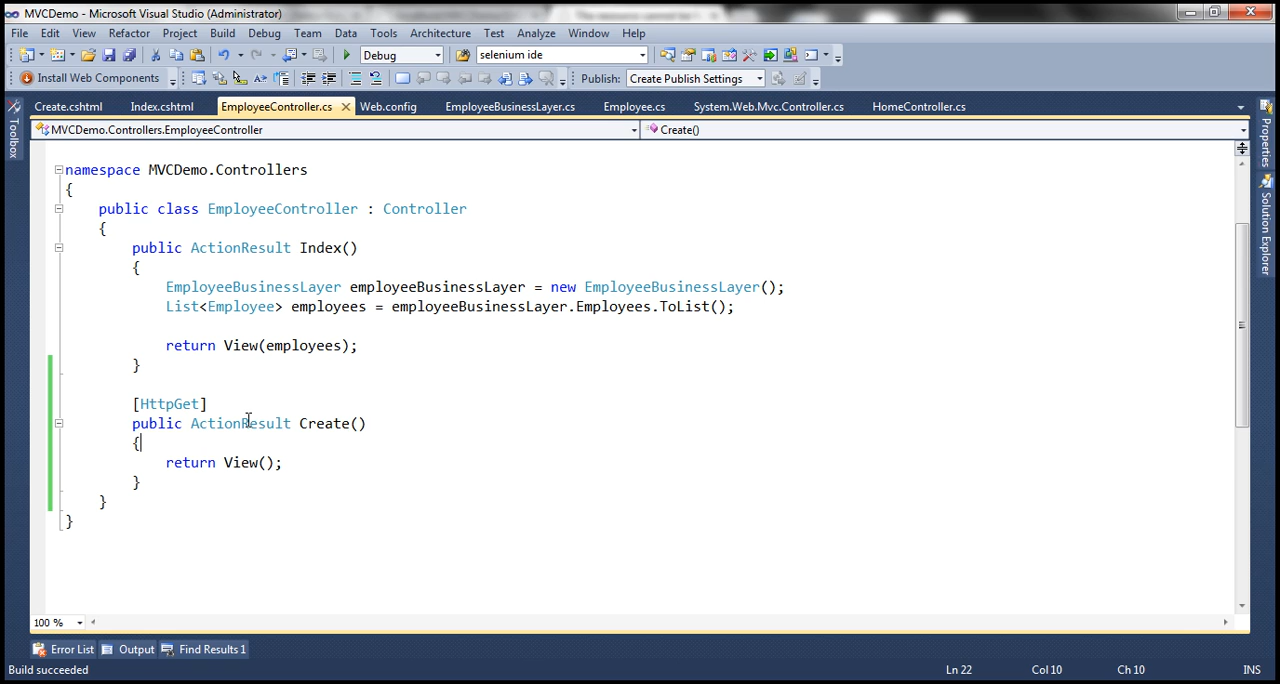 MVCDemo - Microsoft Visual Studio (Administrator)
File Edit View Refactor Project Build Debug Team Data Tools Architecture Test Analyze Window Help
Debug selenium ide
Install Web Components Publish: Create Publish Settings
Create.cshtml Index.cshtml EmployeeController.cs Web.config EmployeeBusinessLayer.cs Employee.cs System.Web.Mvc.Controller.cs HomeController.cs
MVCDemo.Controllers.EmployeeController Create()
Toolbox
Properties
Solution Explorer
namespace MVCDemo.Controllers
{
public class EmployeeController : Controller
{
public ActionResult Index()
{
EmployeeBusinessLayer employeeBusinessLayer = new EmployeeBusinessLayer();
List<Employee> employees = employeeBusinessLayer.Employees.ToList();
return View(employees);
}
[HttpGet]
public ActionResult Create()
{
return View();
}
}
}
100 %
Error List Output Find Results 1
Build succeeded Ln 22 Col 10 Ch 10 INS